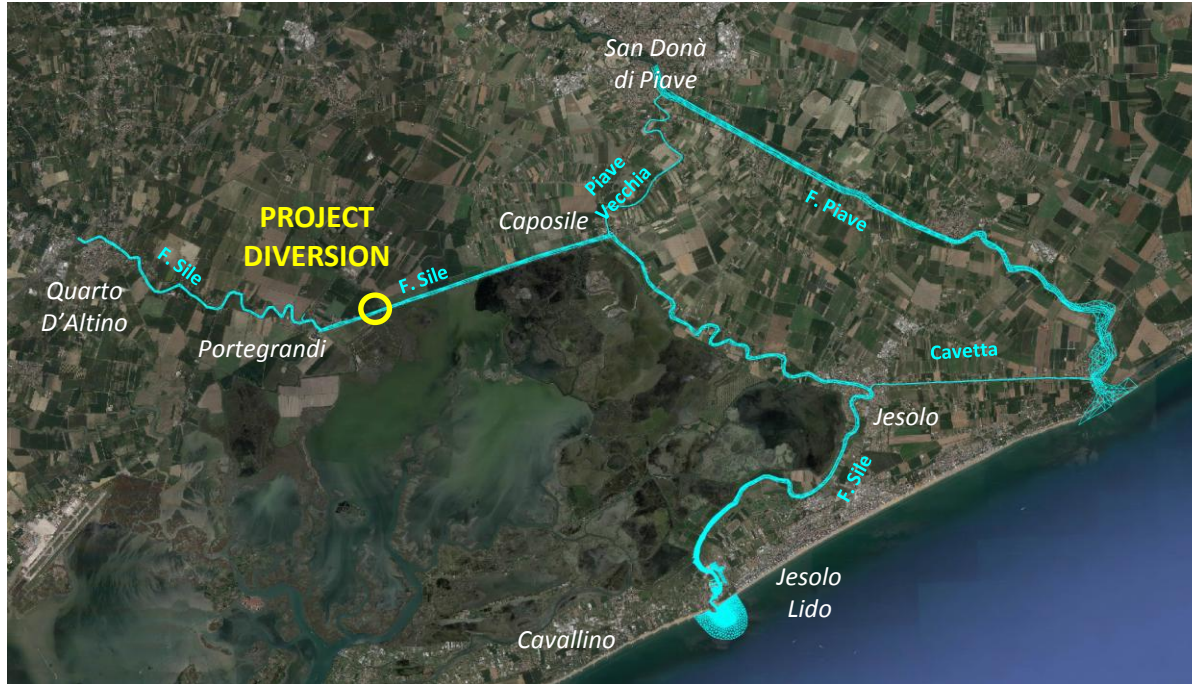 San Donà
di Piave
Piave
Vecchia
F. Piave
PROJECT
DIVERSION
Caposile
F. Sile
F. Sile
Quarto
D'Altino
Portegrandi
Cavetta
Jesolo
F. Sile
Jesolo
Lido
Cavallino